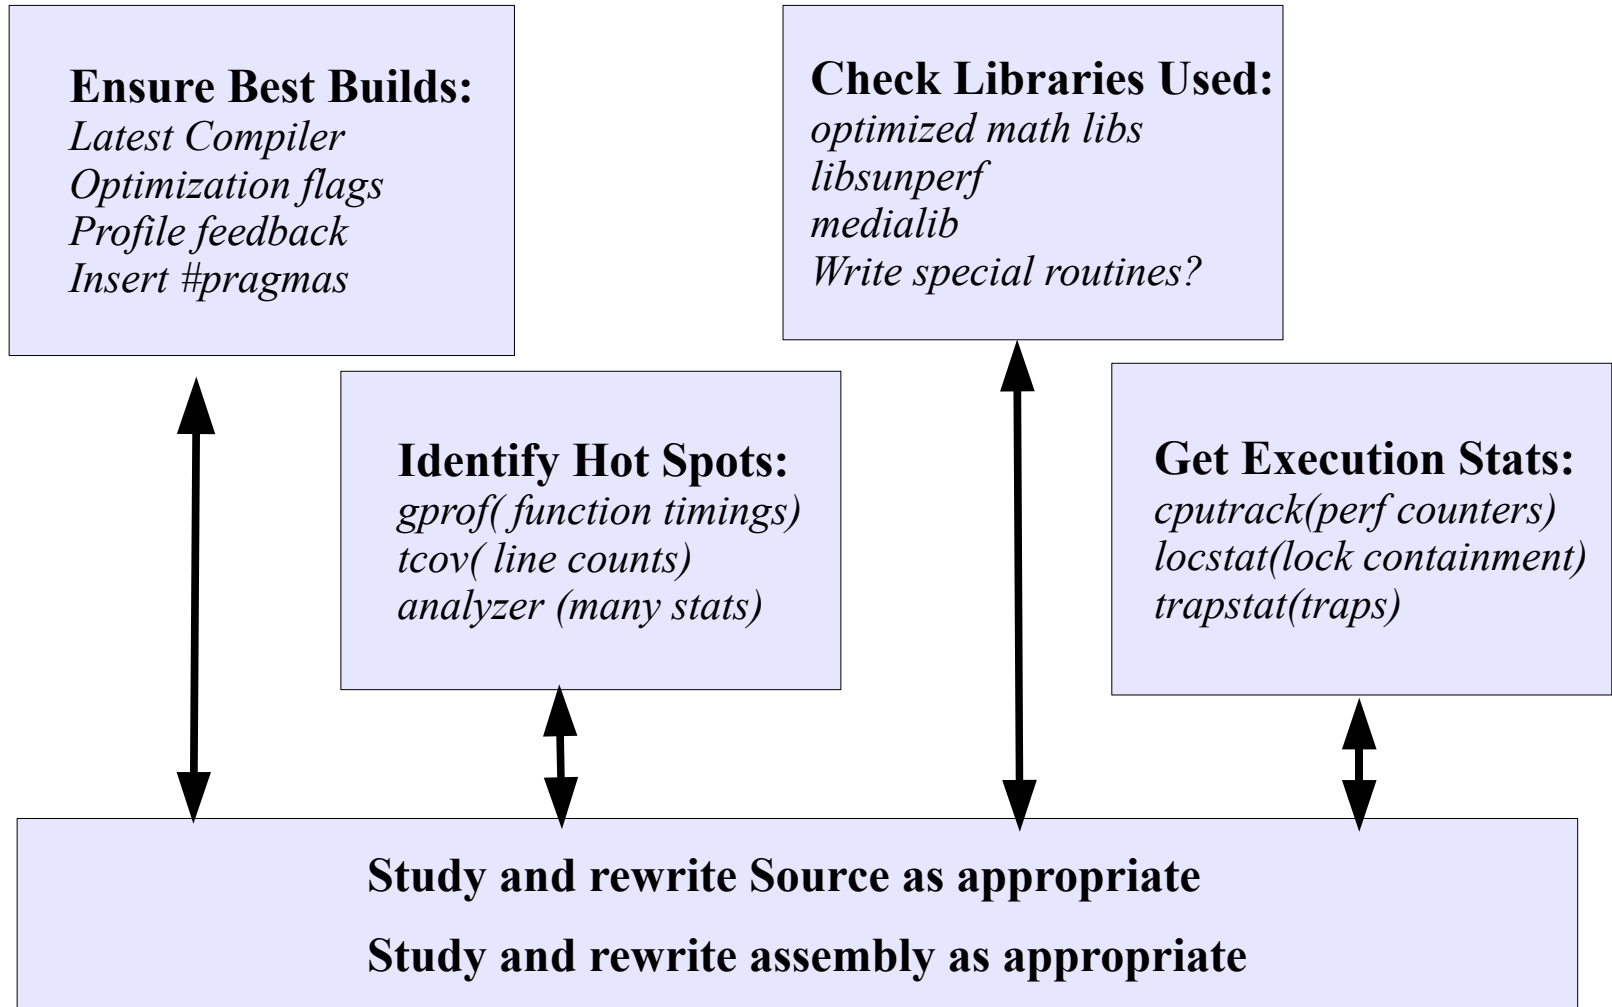 Ensure Best Builds:
Latest Compiler
Optimization flags
Profile feedback
Insert #pragmas
Check Libraries Used:
optimized math libs
libsunperf
medialib
Write special routines?
Identify Hot Spots:
gprof( function timings)
tcov( line counts)
analyzer (many stats)
Get Execution Stats:
cputrack(perf counters)
locstat(lock containment)
trapstat(traps)
Study and rewrite Source as appropriate
Study and rewrite assembly as appropriate